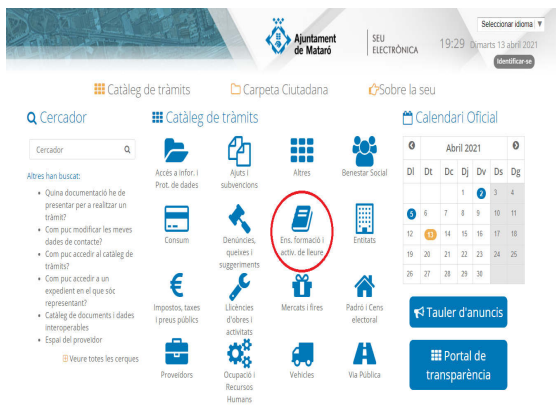 Seleccionar idioma | ▼
Ajuntament
de Mataró
SEU
ELECTRÒNICA
19:29 Dimarts 13 abril 2021
Identificar-se
Catàleg de tràmits
Carpeta Ciutadana
Sobre la seu
Cercador
Cercador
Altres han buscat:
Quina documentació he de
presentar per a realitzar un
tràmit?
Com puc modificar les meves
dades de contacte?
Com puc accedir al catàleg de
tràmits?
Com puc accedir a un
expedient en el que sóc
representant?
Catàleg de documents i dades
interoperables
Espai del proveïdor
Veure totes les cerques
Catàleg de tràmits
Accés a infor. i
Prot. de dades
Ajuts i
subvencions
Altres
Benestar Social
Consum
Denúncies,
queixes i
suggeriments
Ens. formació i
activ. de lleure
Entitats
Impostos, taxes
i preus públics
Llicències
d'obres i
activitats
Mercats i fires
Padró i Cens
electoral
Proveïdors
Ocupació i
Recursos
Humans
Vehicles
Via Pública
Calendari Oficial
Abril 2021
Dl Dt Dc Dj Dv Ds Dg
1 2 3 4
5 6 7 8 9 10 11
12 13 14 15 16 17 18
19 20 21 22 23 24 25
26 27 28 29 30
Tauler d'anuncis
Portal de
transparència